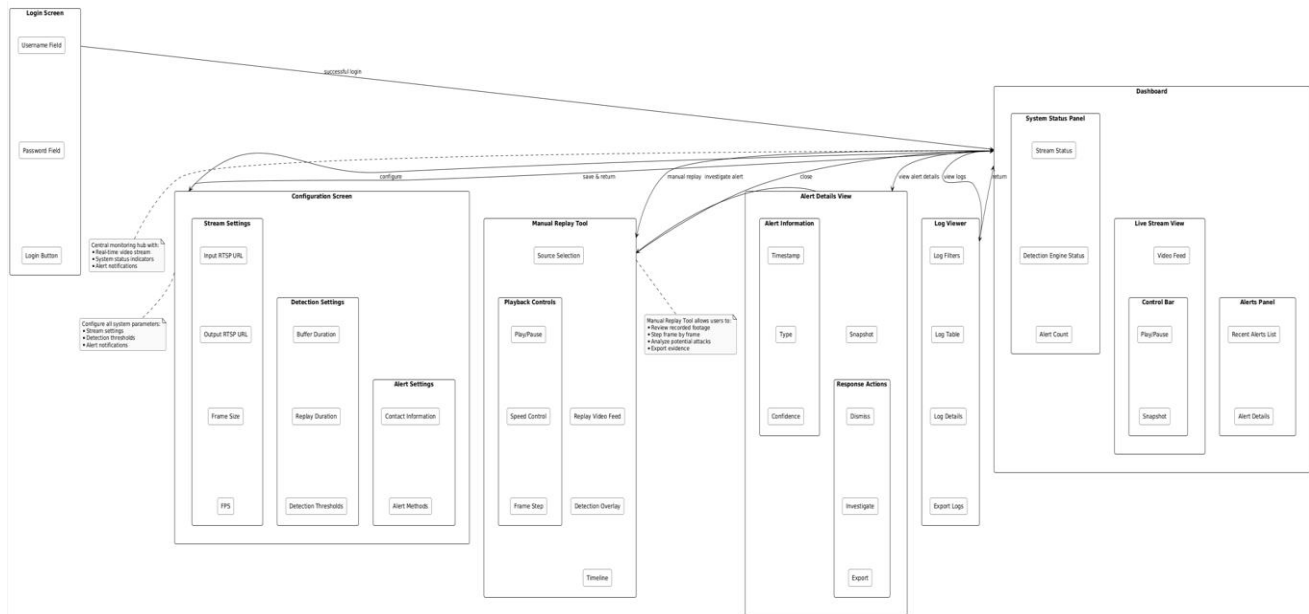 Login Screen
Username Field
Password Field
Login Button
successful login
Dashboard
System Status Panel
Stream Status
Detection Engine Status
Alert Count
Live Stream View
Video Feed
Control Bar
Play/Pause
Snapshot
Alerts Panel
Recent Alerts List
Alert Details
configure
save & return
manual replay
investigate alert
close
view alert details
view logs
return
Central monitoring hub with:
• Real-time video stream
• System status indicators
• Alert notifications
Configure all system parameters:
• Stream settings
• Detection thresholds
• Alert notifications
Configuration Screen
Stream Settings
Input RTSP URL
Output RTSP URL
Frame Size
FPS
Detection Settings
Buffer Duration
Replay Duration
Detection Thresholds
Alert Settings
Contact Information
Alert Methods
Manual Replay Tool
Source Selection
Playback Controls
Play/Pause
Speed Control
Frame Step
Replay Video Feed
Detection Overlay
Timeline
Manual Replay Tool allows users to:
• Review recorded footage
• Step frame by frame
• Analyze potential attacks
• Export evidence
Alert Details View
Alert Information
Timestamp
Type
Confidence
Snapshot
Response Actions
Dismiss
Investigate
Export
Log Viewer
Log Filters
Log Table
Log Details
Export Logs